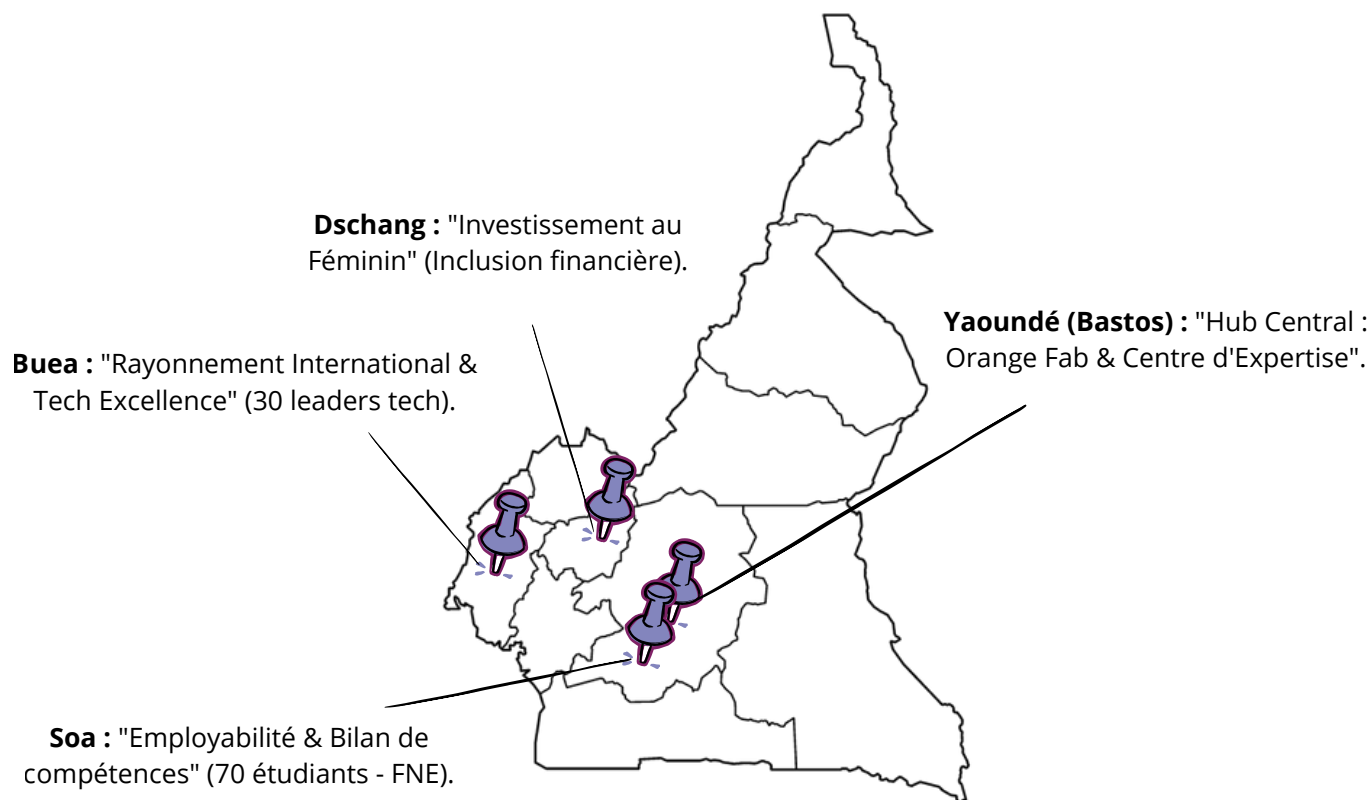 Dschang : "Investissement au
Féminin" (Inclusion financière).
Yaoundé (Bastos) : "Hub Central :
Orange Fab & Centre d'Expertise".
Buea : "Rayonnement International &
Tech Excellence" (30 leaders tech).
Soa : "Employabilité & Bilan de
compétences" (70 étudiants - FNE).